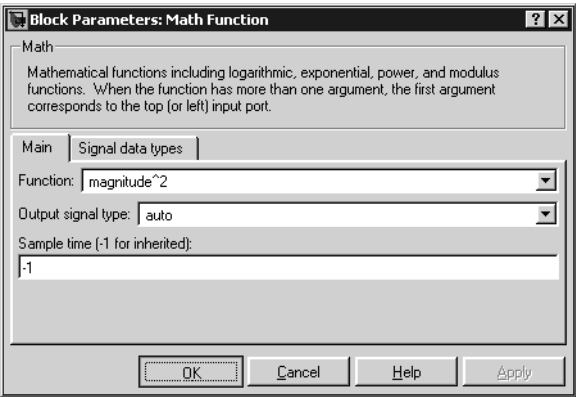 Block Parameters: Math Function
Math
Mathematical functions including logarithmic, exponential, power, and modulus
functions. When the function has more than one argument, the first argument
corresponds to the top (or left) input port.
Main Signal data types
Function: magnitude^2
Output signal type: auto
Sample time (-1 for inherited):
-1
OK Cancel Help Apply